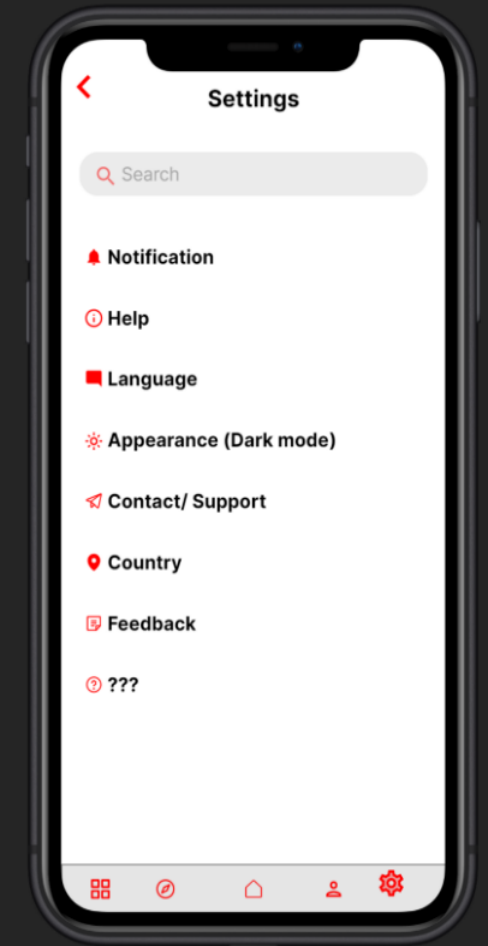 Settings
Search
Notification
Help
Language
Appearance (Dark mode)
Contact/ Support
Country
Feedback
???